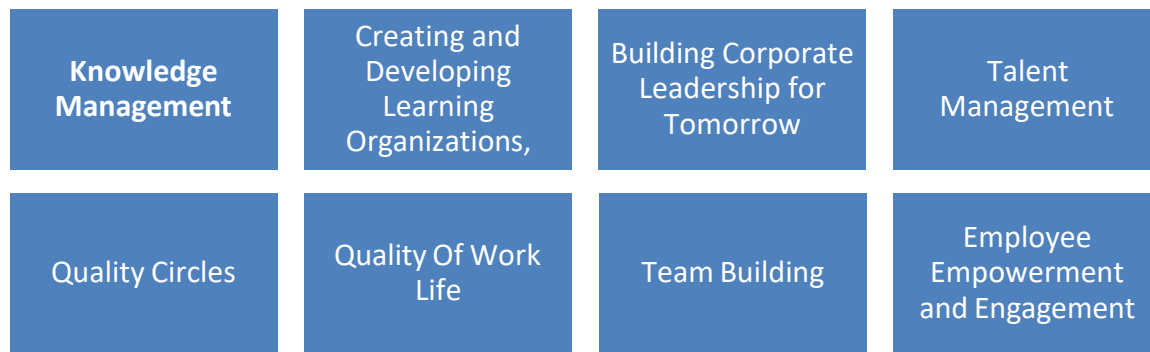 Knowledge
Management
Creating and
Developing
Learning
Organizations,
Building Corporate
Leadership for
Tomorrow
Talent
Management
Quality Circles
Quality Of Work
Life
Team Building
Employee
Empowerment
and Engagement